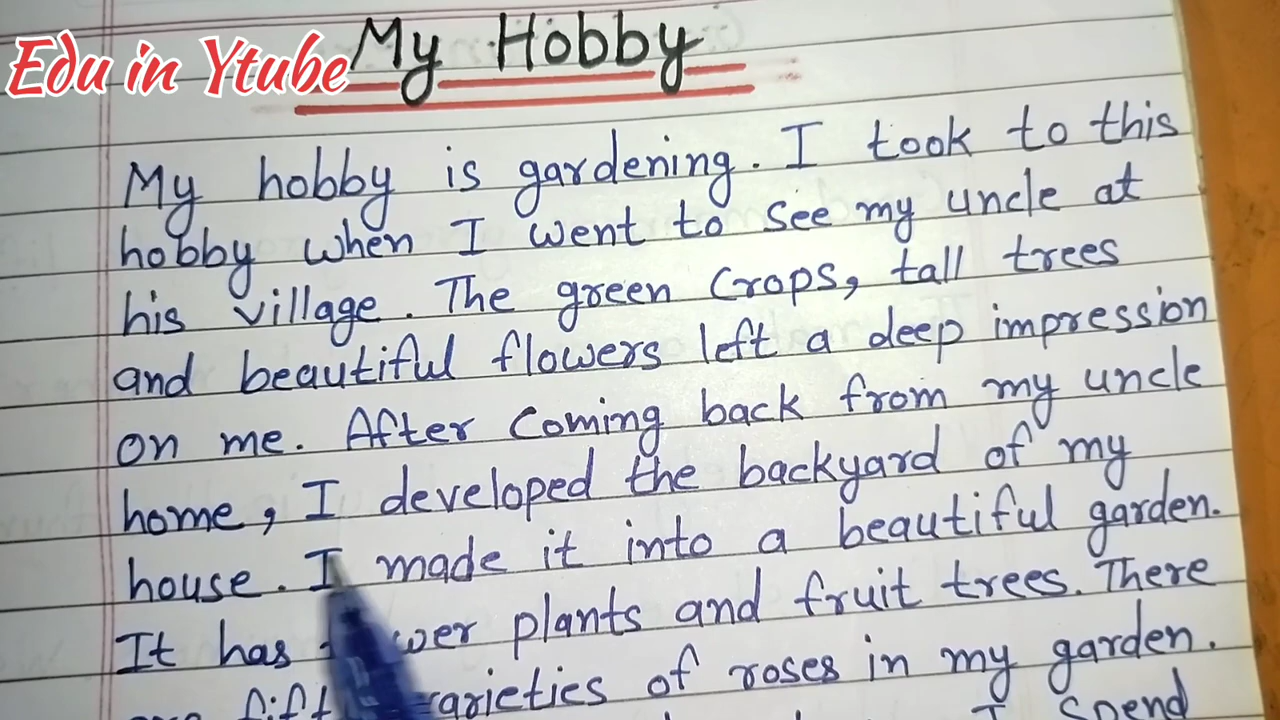 Edu in Ytube
My Hobby
My hobby is gardening. I took to this
hobby when I went to see my uncle at
his village. The green crops, tall trees
and beautiful flowers left a deep impression
on me. After coming back from my uncle
home, I developed the backyard of my
house. I made it into a beautiful garden.
It has plants and fruit trees. There
of roses in my garden.
I spend